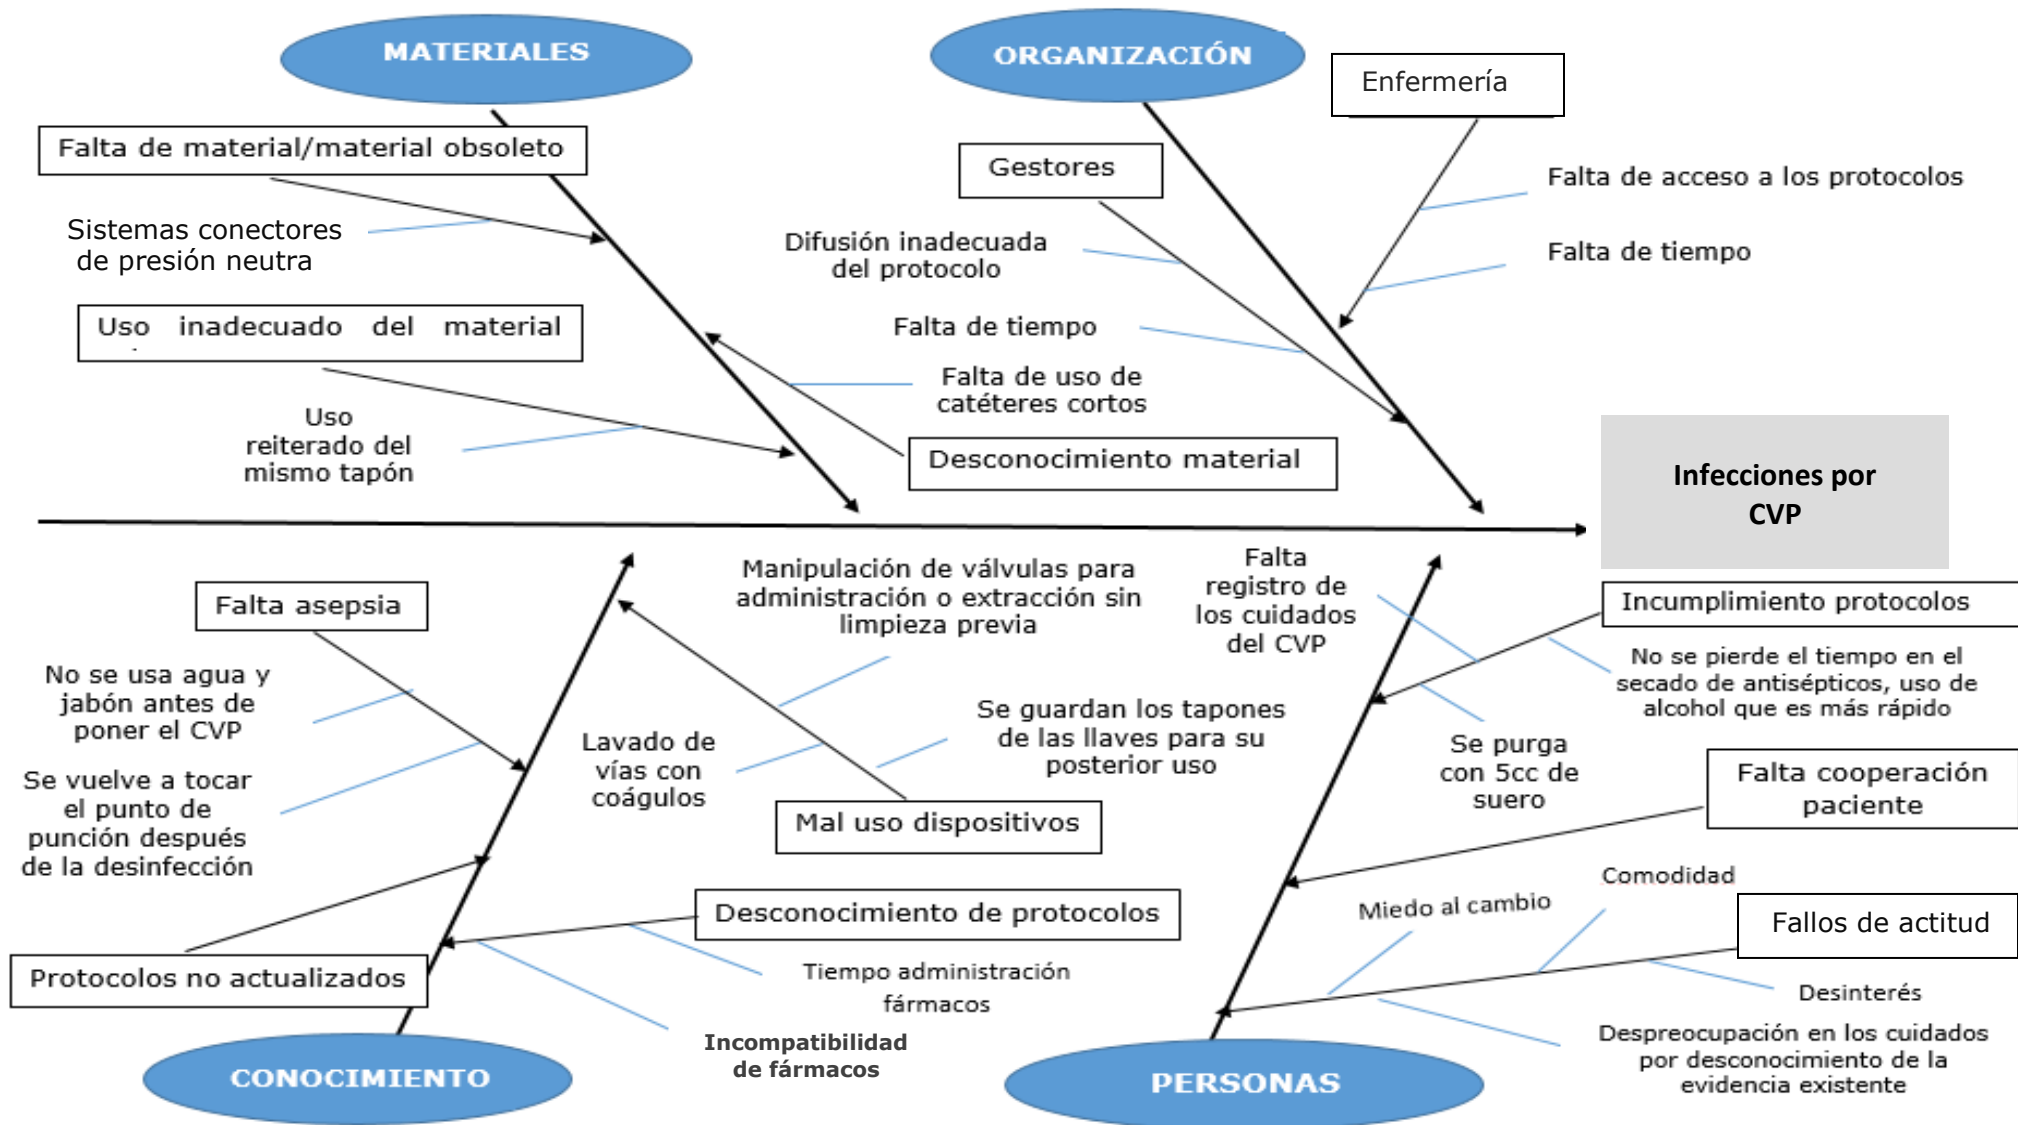 MATERIALES
ORGANIZACIÓN
Enfermería
Falta de material/material obsoleto
Gestores
Falta de acceso a los protocolos
Sistemas conectores
de presión neutra
Difusión inadecuada
del protocolo
Falta de tiempo
Uso inadecuado del material
Falta de tiempo
Falta de uso de
catéteres cortos
Uso
reiterado del
mismo tapón
Desconocimiento material
Infecciones por
CVP
Falta asepsia
Manipulación de válvulas para
administración o extracción sin
limpieza previa
Falta
registro de
los cuidados
del CVP
Incumplimiento protocolos
No se usa agua y
jabón antes de
poner el CVP
No se pierde el tiempo en el
secado de antisépticos, uso de
alcohol que es más rápido
Se guardan los tapones
de las llaves para su
posterior uso
Lavado de
vías con
coágulos
Se purga
con 5cc de
suero
Falta cooperación
paciente
Se vuelve a tocar
el punto de
punción después
de la desinfección
Mal uso dispositivos
Comodidad
Miedo al cambio
Desconocimiento de protocolos
Fallos de actitud
Protocolos no actualizados
Tiempo administración
fármacos
Desinterés
Incompatibilidad
de fármacos
Despreocupación en los cuidados
por desconocimiento de la
evidencia existente
CONOCIMIENTO
PERSONAS